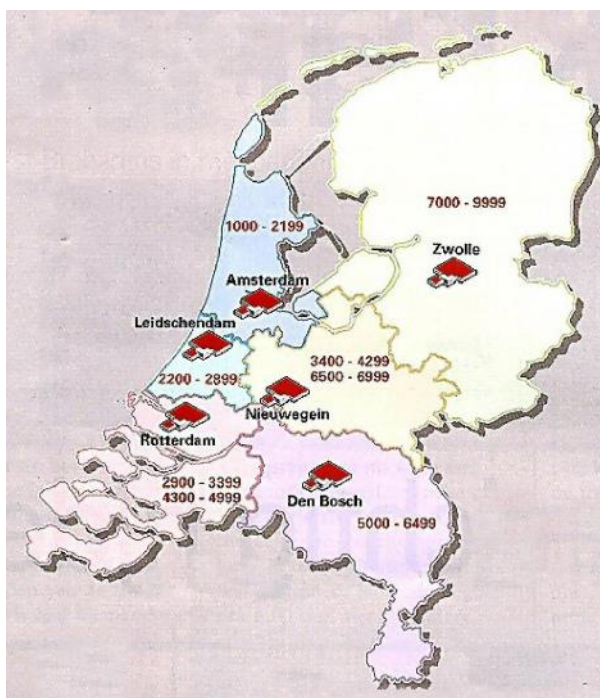 7000 - 9999
1000 - 2199
Zwolle
Amsterdam
Leidschendam
3400 - 4299
6500 - 6999
2200 - 2899
Nieuwegein
Rotterdam
2900 - 3399
4300 - 4999
Den Bosch
5000 - 6499